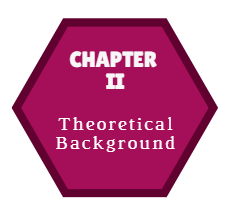 CHAPTER
II
Theoretical
Background